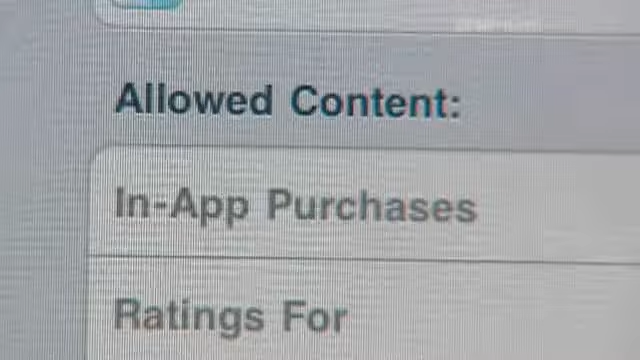 Allowed Content:
In-App Purchases
Ratings For